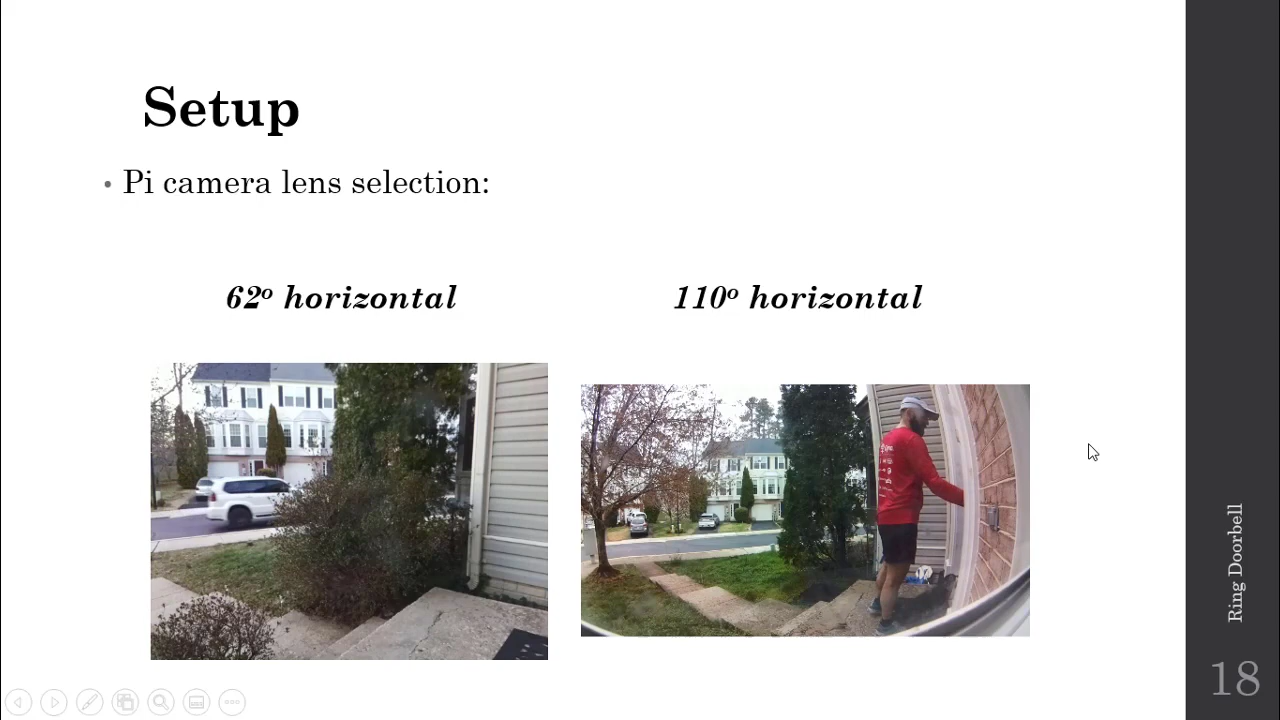 Setup
• Pi camera lens selection:
62º horizontal
110º horizontal
Ring Doorbell
18